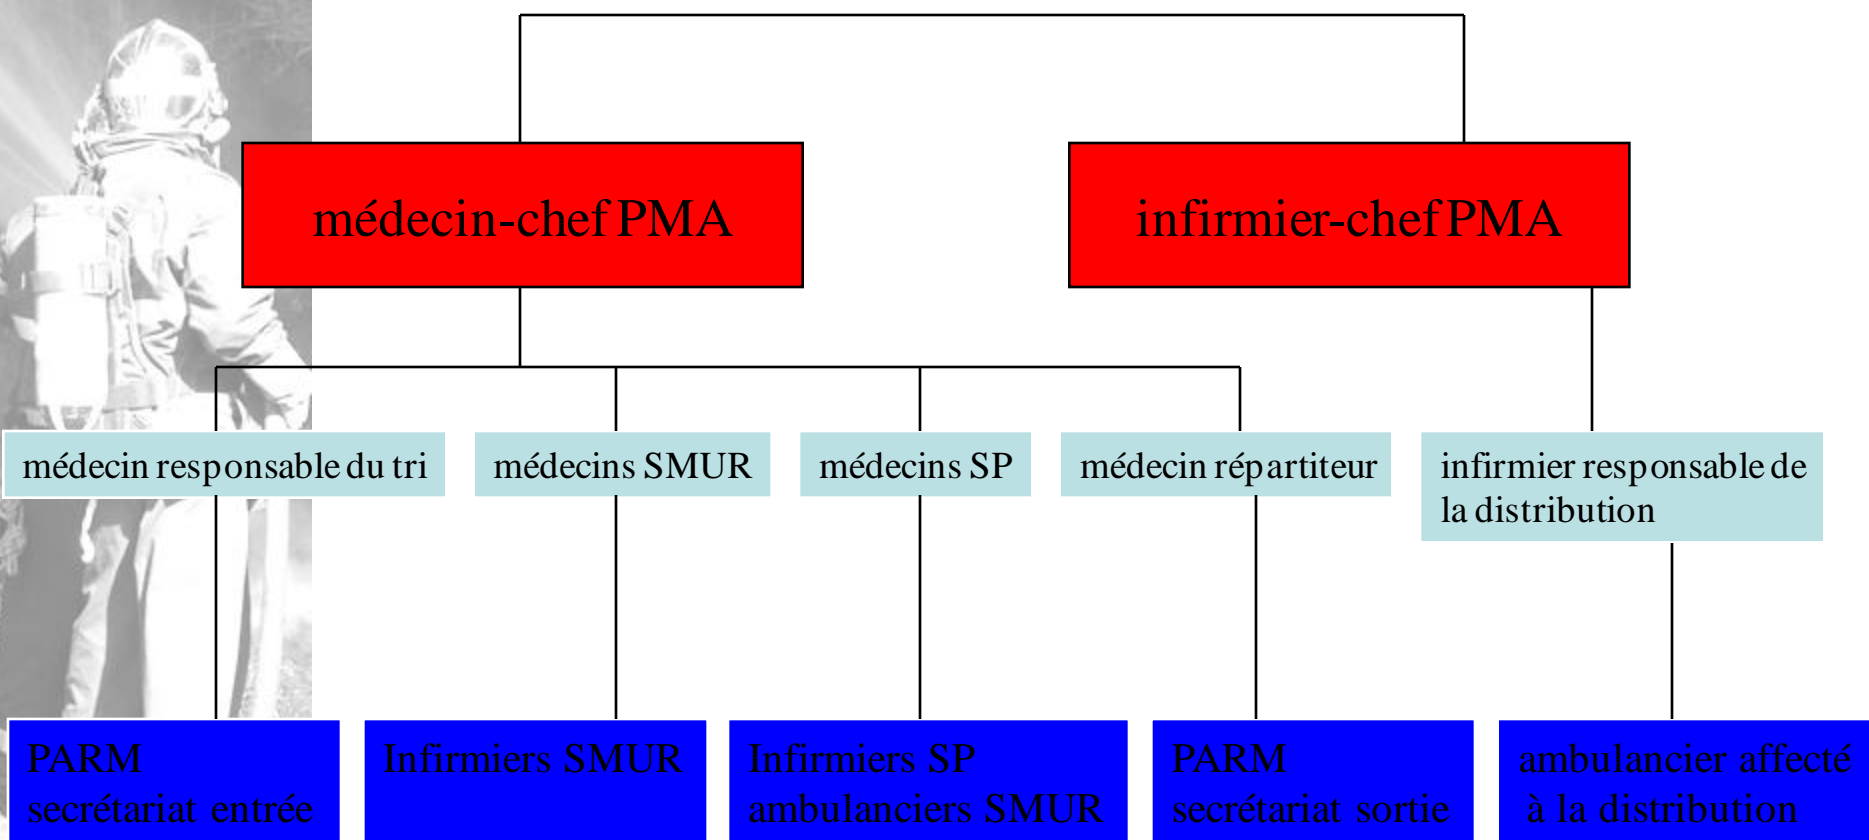 médecin-chef PMA
infirmier-chef PMA
médecin responsable du tri
médecins SMUR
médecins SP
médecin répartiteur
infirmier responsable de
la distribution
PARM
secrétariat entrée
Infirmiers SMUR
Infirmiers SP
ambulanciers SMUR
PARM
secrétariat sortie
ambulancier affecté
à la distribution